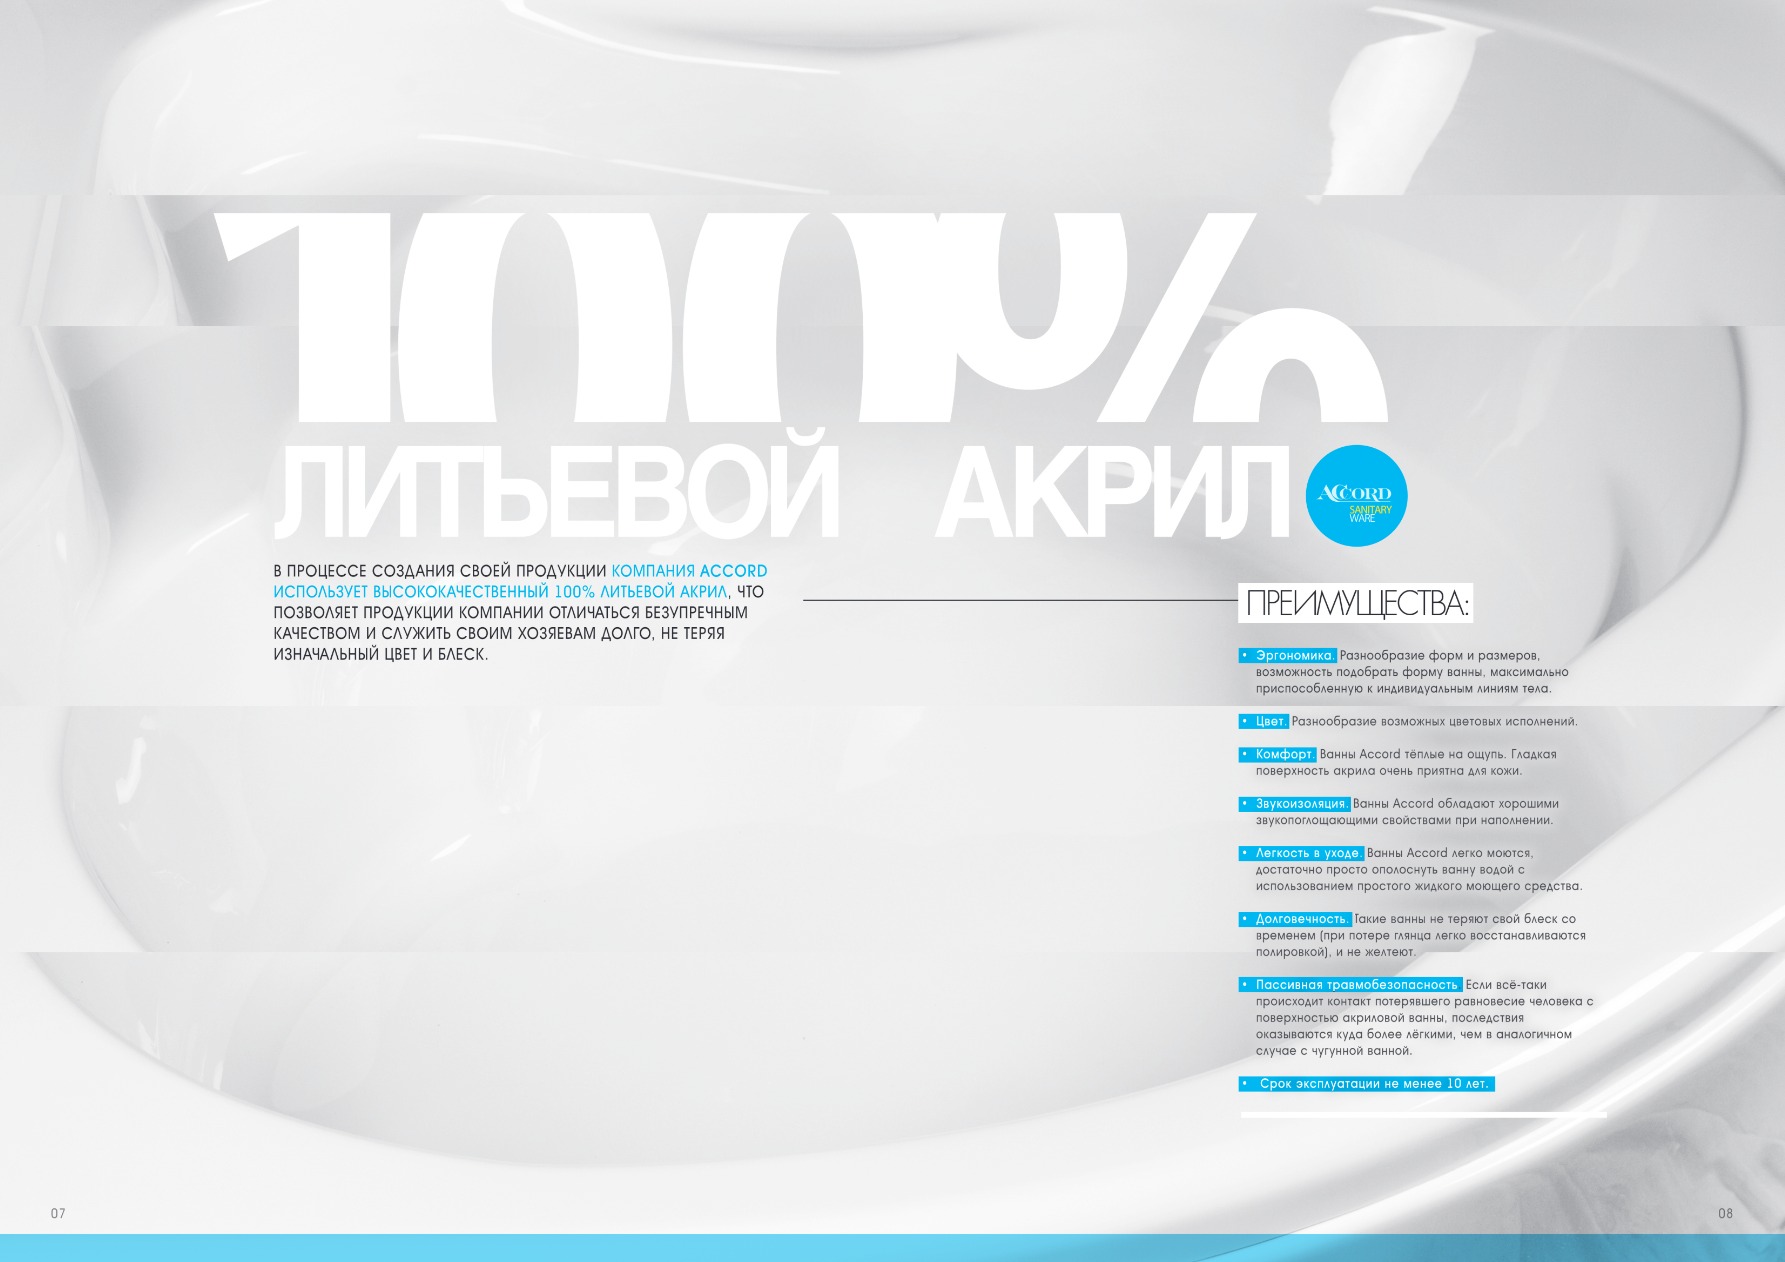 100%
ЛИТЬЕВОЙ АКРИЛ
ACCORD
SANITARY
WARE
В ПРОЦЕССЕ СОЗДАНИЯ СВОЕЙ ПРОДУКЦИИ КОМПАНИЯ ACCORD
ИСПОЛЬЗУЕТ ВЫСОКОКАЧЕСТВЕННЫЙ 100% ЛИТЬЕВОЙ АКРИЛ, ЧТО
ПОЗВОЛЯЕТ ПРОДУКЦИИ КОМПАНИИ ОТЛИЧАТЬСЯ БЕЗУПРЕЧНЫМ
КАЧЕСТВОМ И СЛУЖИТЬ СВОИМ ХОЗЯЕВАМ ДОЛГО, НЕ ТЕРЯЯ
ИЗНАЧАЛЬНЫЙ ЦВЕТ И БЛЕСК.
ПРЕИМУЩЕСТВА:
• Эргономика. Разнообразие форм и размеров,
возможность подобрать форму ванны, максимально
приспособленную к индивидуальным линиям тела.
• Цвет. Разнообразие возможных цветовых исполнений.
• Комфорт. Ванны Accord тёплые на ощупь. Гладкая
поверхность акрила очень приятна для кожи.
• Звукоизоляция. Ванны Accord обладают хорошими
звукопоглощающими свойствами при наполнении.
• Легкость в уходе. Ванны Accord легко моются,
достаточно просто ополоснуть ванну водой с
использованием простого жидкого моющего средства.
• Долговечность. Такие ванны не теряют свой блеск со
временем (при потере глянца легко восстанавливаются
полировкой), и не желтеют.
• Пассивная травмобезопасность. Если всё-таки
происходит контакт потерявшего равновесие человека с
поверхностью акриловой ванны, последствия
оказываются куда более лёгкими, чем в аналогичном
случае с чугунной ванной.
• Срок эксплуатации не менее 10 лет.
07
08